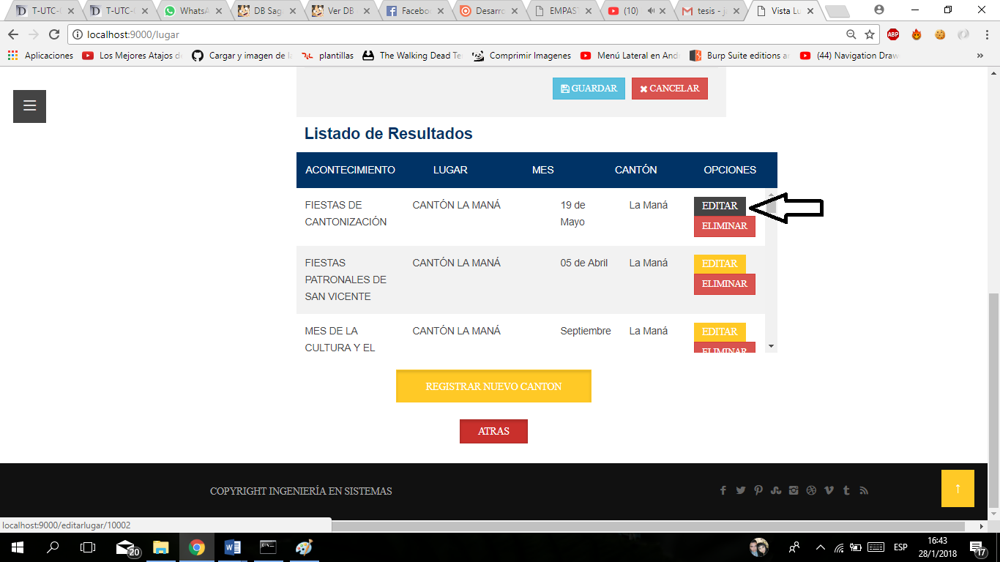 T-UTC-
T-UTC-
WhatsA
DB Sag
Ver DB
Facebo
Desarro
EMPAST
(10)
tesis - j
Vista Lu
localhost:9000/lugar
ABP
Aplicaciones
Los Mejores Atajos d
Cargar y imagen de l
plantillas
The Walking Dead Te
Comprimir Imagenes
Menú Lateral en And
Burp Suite editions a
(44) Navigation Draw
»
GUARDAR
CANCELAR
Listado de Resultados
ACONTECIMIENTO LUGAR MES CANTÓN OPCIONES
FIESTAS DE CANTÓN LA MANÁ 19 de La Maná EDITAR
CANTONIZACIÓN Mayo ELIMINAR
FIESTAS CANTÓN LA MANÁ 05 de Abril La Maná EDITAR
PATRONALES DE ELIMINAR
SAN VICENTE
MES DE LA CANTÓN LA MANÁ Septiembre La Maná EDITAR
CULTURA Y EL ELIMINAR
REGISTRAR NUEVO CANTON
ATRAS
COPYRIGHT INGENIERÍA EN SISTEMAS
localhost:9000/editarlugar/10002
20
ESP
16:43
28/1/2018
17